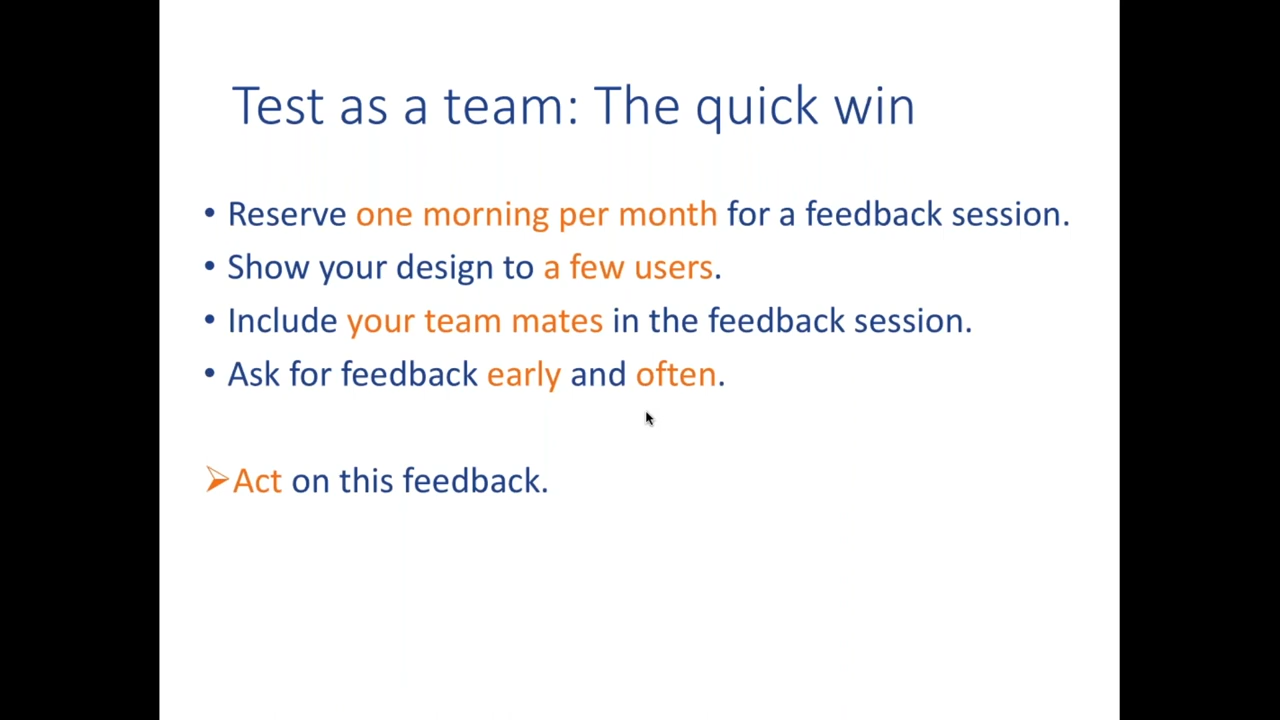 Test as a team: The quick win
• Reserve one morning per month for a feedback session.
• Show your design to a few users.
• Include your team mates in the feedback session.
• Ask for feedback early and often.
➢Act on this feedback.